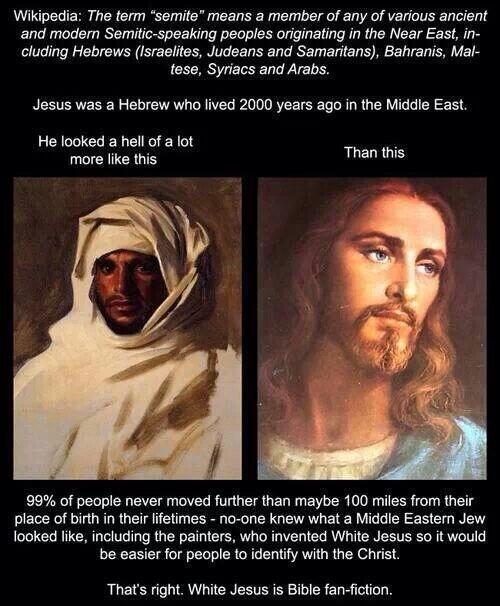 Wikipedia: The term “semite” means a member of any of various ancient
and modern Semitic-speaking peoples originating in the Near East, in-
cluding Hebrews (Israelites, Judeans and Samaritans), Bahranis, Mal-
tese, Syriacs and Arabs.
Jesus was a Hebrew who lived 2000 years ago in the Middle East.
He looked a hell of a lot
more like this
Than this
99% of people never moved further than maybe 100 miles from their
place of birth in their lifetimes - no-one knew what a Middle Eastern Jew
looked like, including the painters, who invented White Jesus so it would
be easier for people to identify with the Christ.
That's right. White Jesus is Bible fan-fiction.